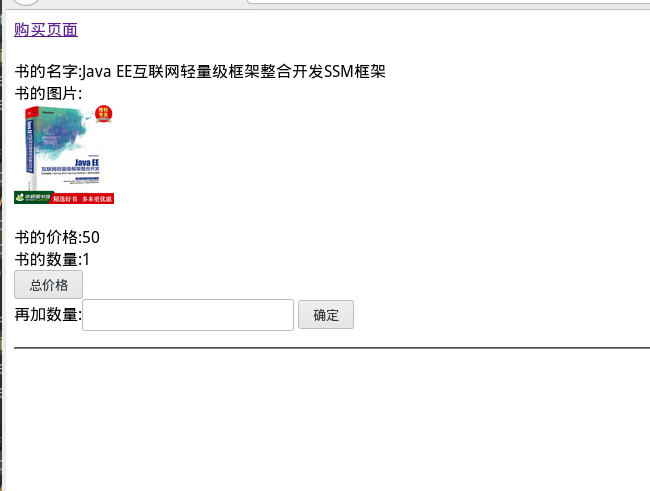 购买页面
书的名字:Java EE互联网轻量级框架整合开发SSM框架
书的图片:
Java EE
互联网轻量级框架整合开发
精选好书 多本更优惠
书的价格:50
书的数量:1
总价格
再加数量:
确定